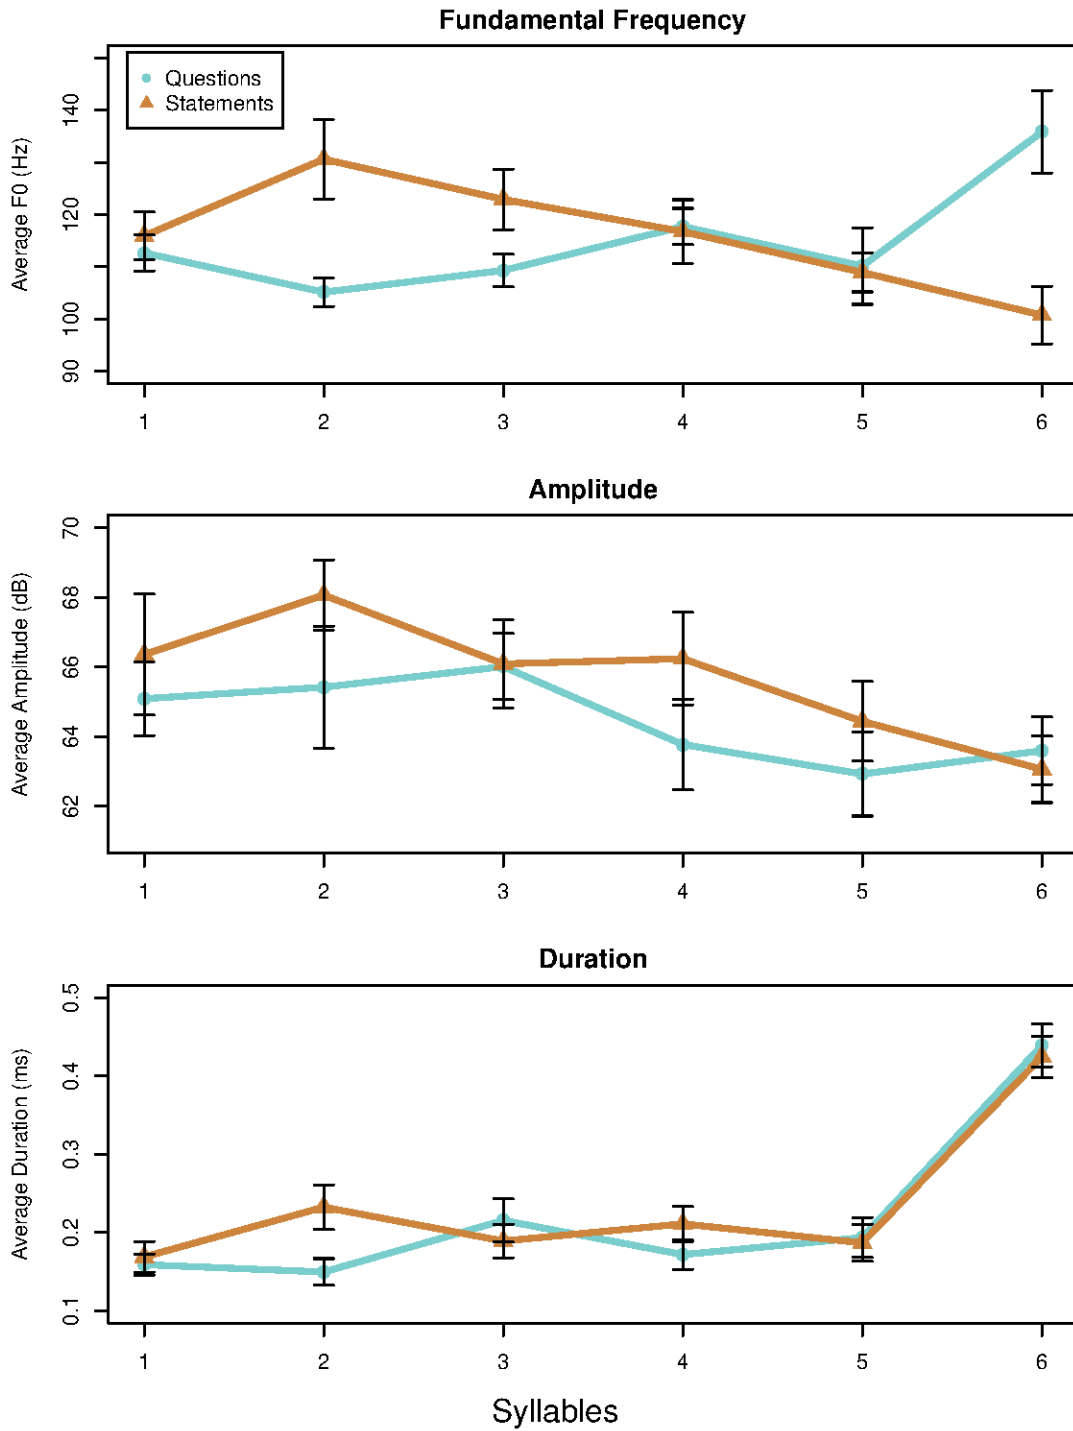 Fundamental Frequency
Questions
Statements
Average F0 (Hz)
140
120
100
90
1 2 3 4 5 6
Amplitude
Average Amplitude (dB)
70
68
66
64
62
1 2 3 4 5 6
Duration
Average Duration (ms)
0.5
0.4
0.3
0.2
0.1
1 2 3 4 5 6
Syllables